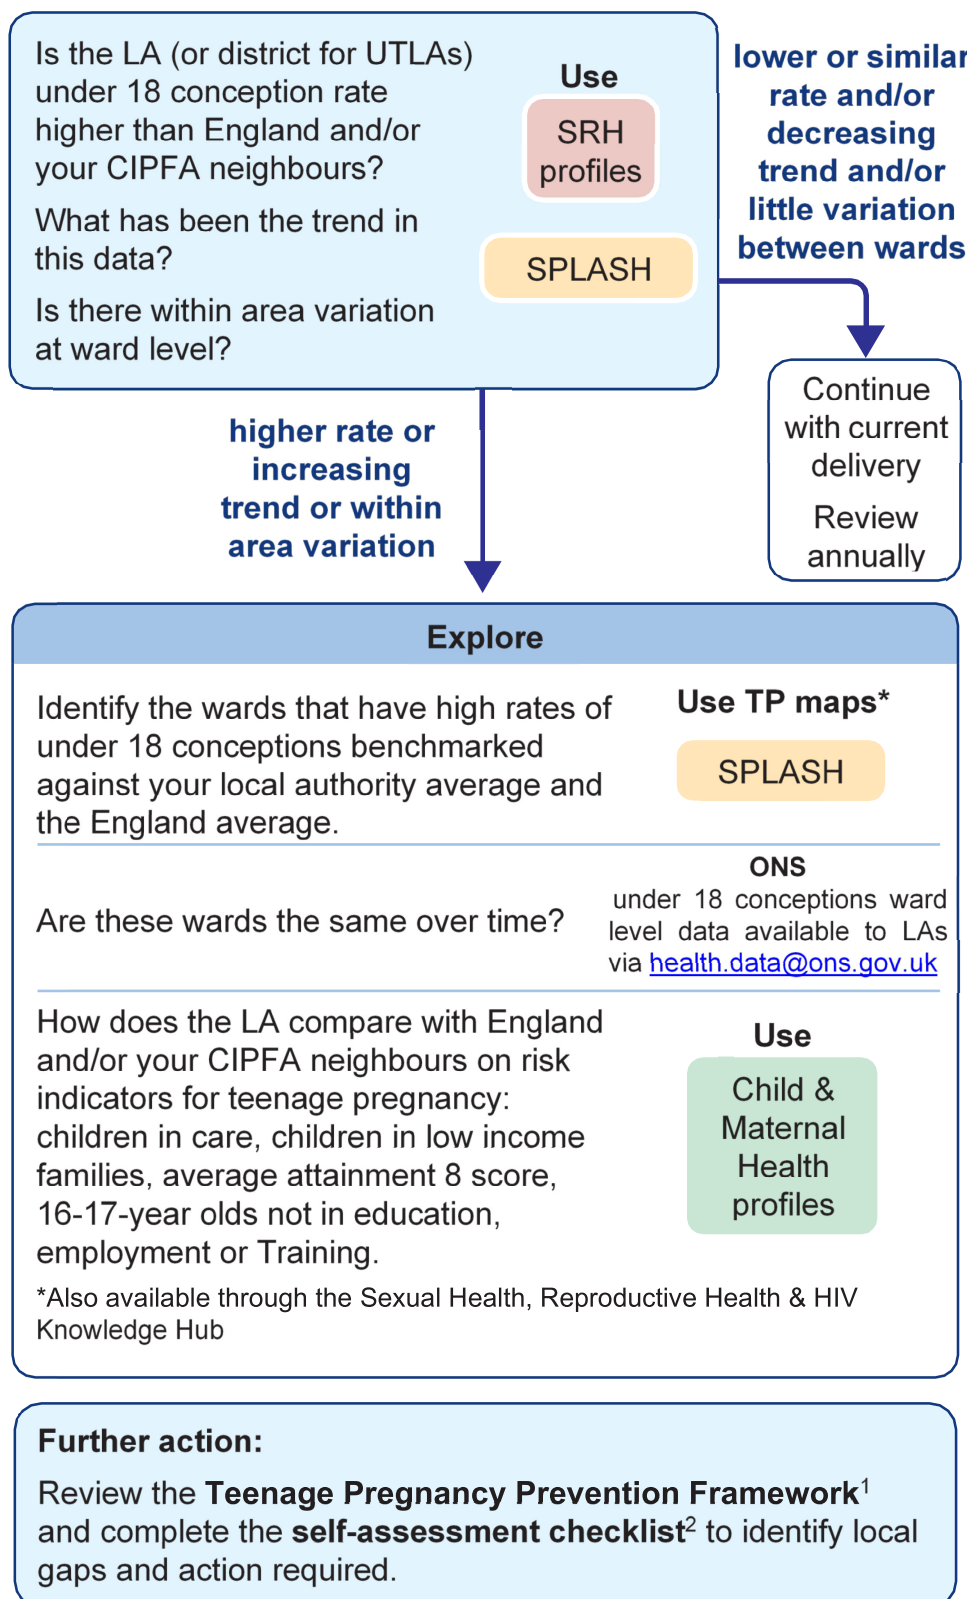 Is the LA (or district for UTLAs)
under 18 conception rate
higher than England and/or
your CIPFA neighbours?
What has been the trend in
this data?
Is there within area variation
at ward level?
Use
SRH
profiles
SPLASH
lower or similar
rate and/or
decreasing
trend and/or
little variation
between wards
Continue
with current
delivery
Review
annually
higher rate or
increasing
trend or within
area variation
Explore
Identify the wards that have high rates of
under 18 conceptions benchmarked
against your local authority average and
the England average.
Use TP maps*
SPLASH
Are these wards the same over time?
ONS
under 18 conceptions ward
level data available to LAs
via health.data@ons.gov.uk
How does the LA compare with England
and/or your CIPFA neighbours on risk
indicators for teenage pregnancy:
children in care, children in low income
families, average attainment 8 score,
16-17-year olds not in education,
employment or Training.
Use
Child &
Maternal
Health
profiles
*Also available through the Sexual Health, Reproductive Health & HIV
Knowledge Hub
Further action:
Review the Teenage Pregnancy Prevention Framework¹
and complete the self-assessment checklist² to identify local
gaps and action required.